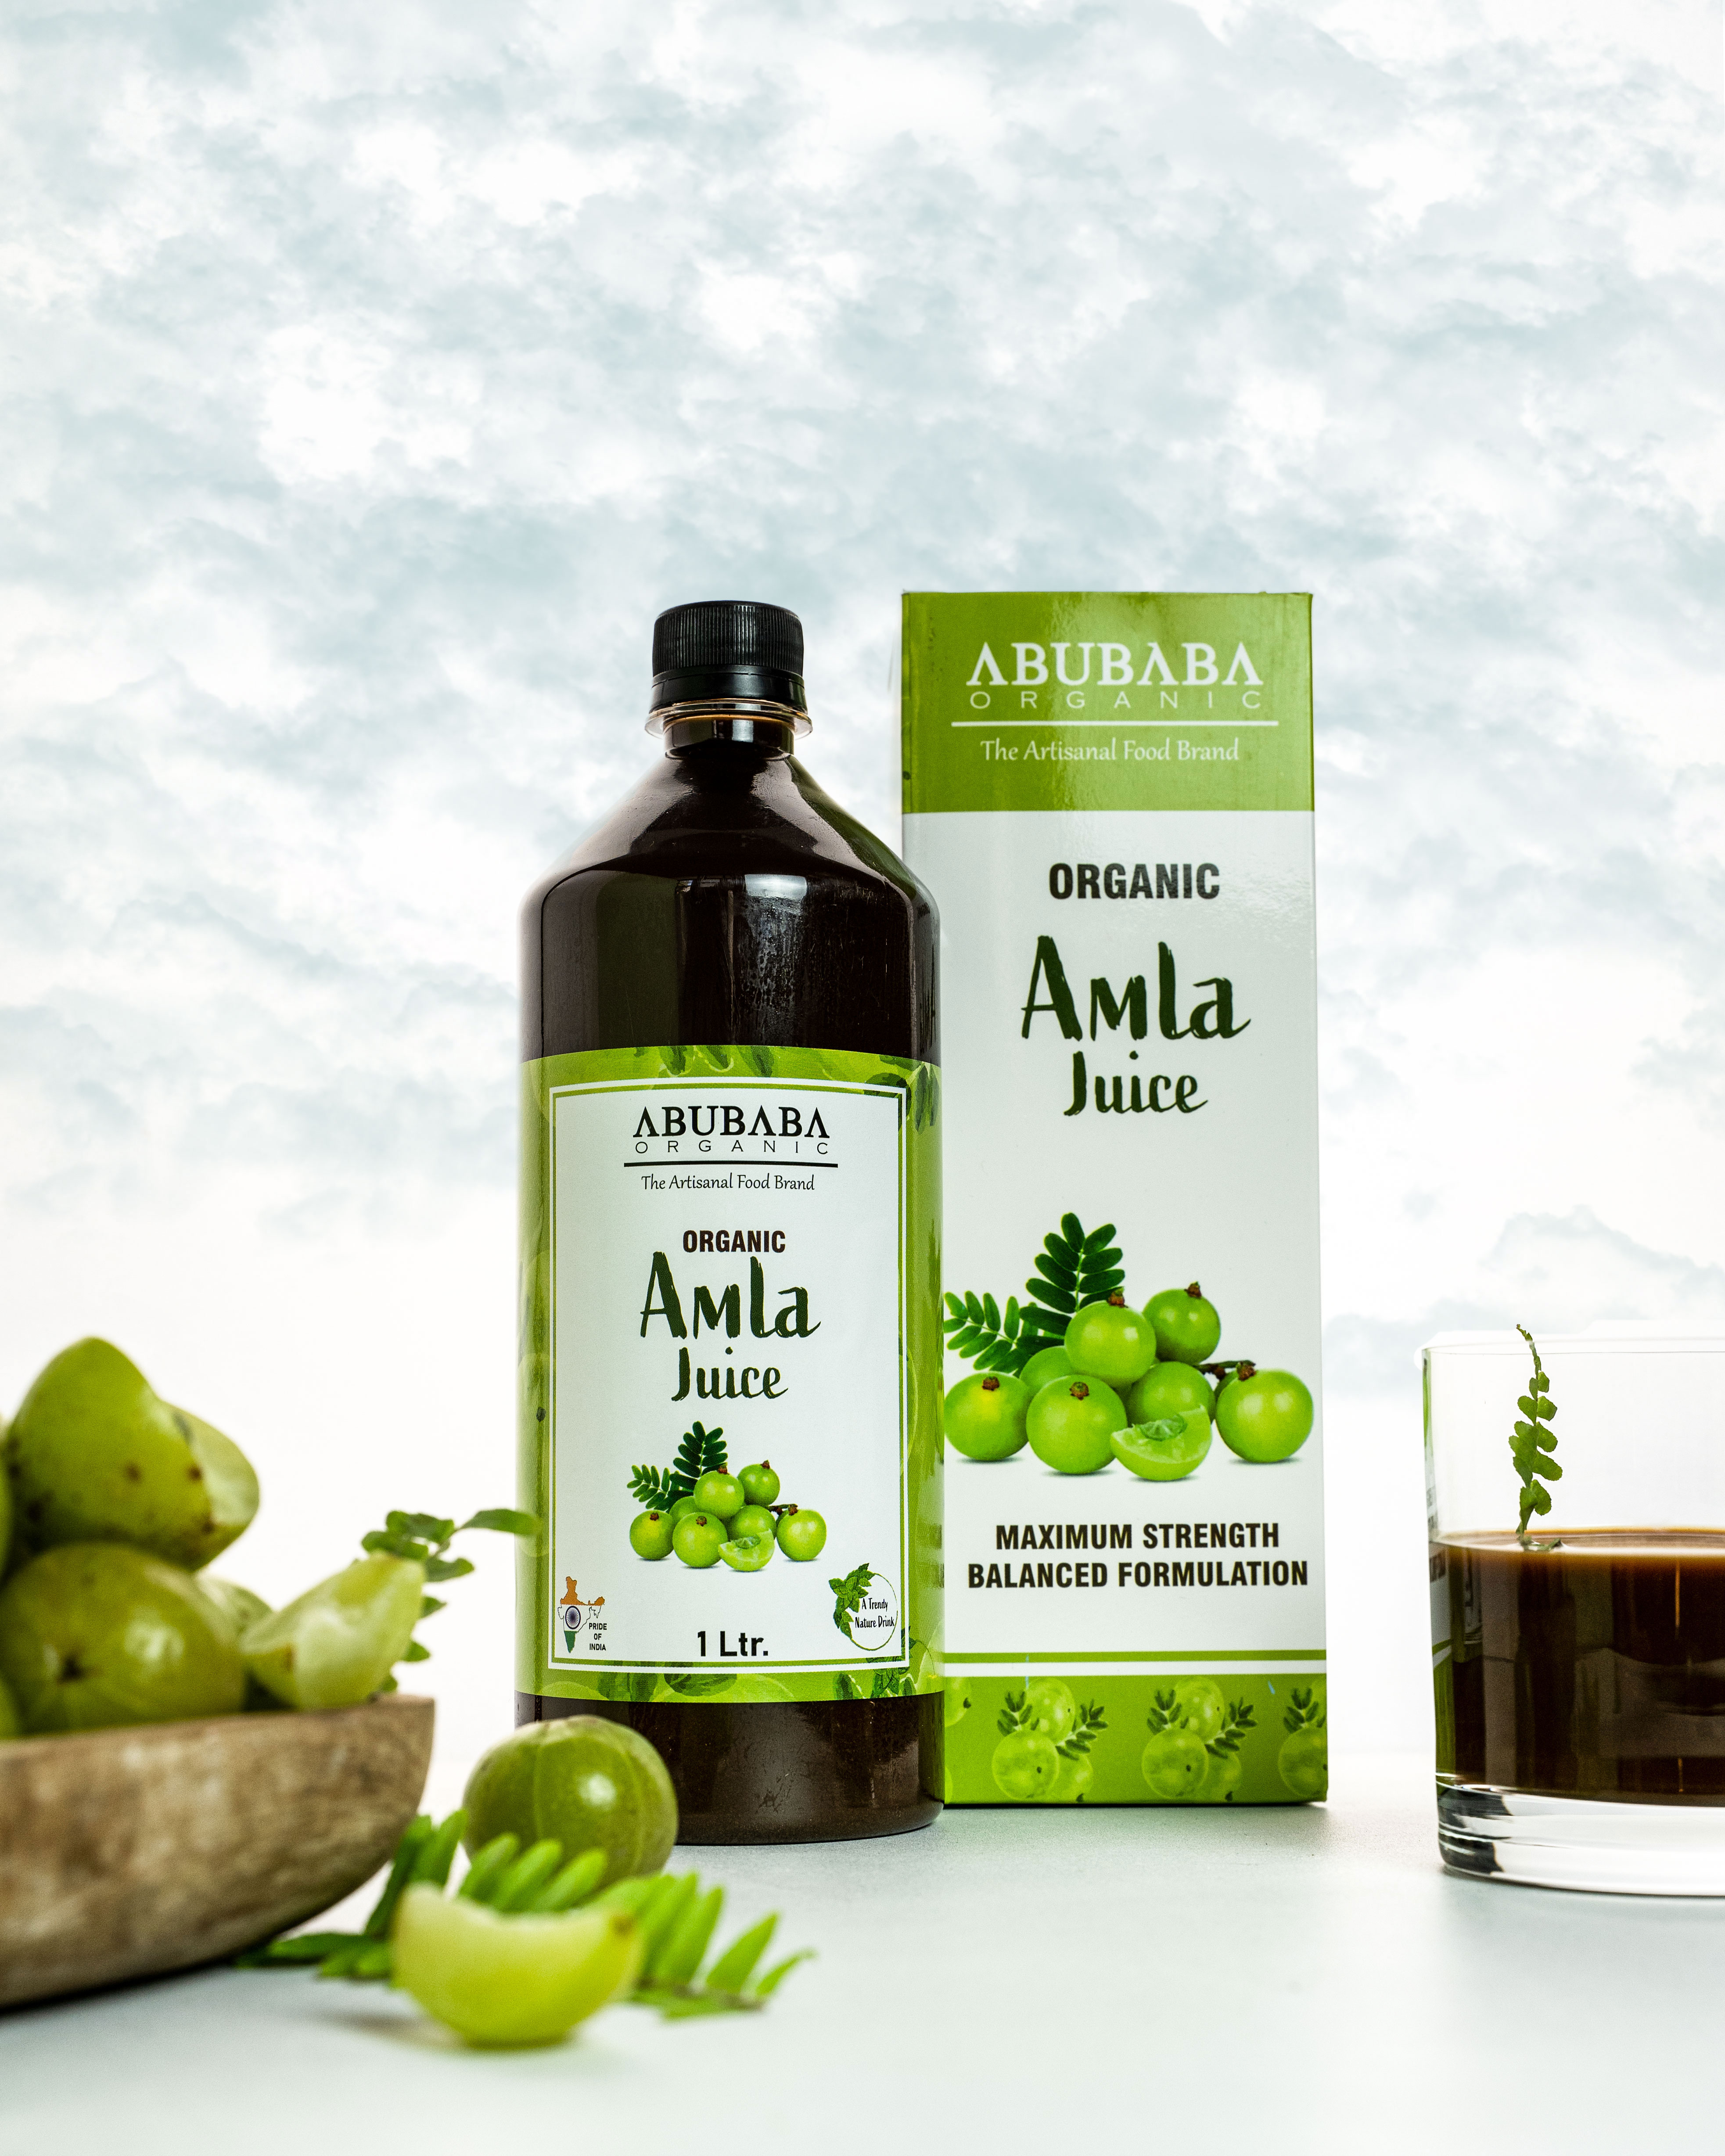 ABUBABA
ORGANIC
The Artisanal Food Brand
ORGANIC
Amla
Juice
PRIDE
OF
INDIA
1 Ltr.
A Trendy
Nature Drink
ABUBABA
ORGANIC
The Artisanal Food Brand
ORGANIC
Amla
Juice
MAXIMUM STRENGTH
BALANCED FORMULATION